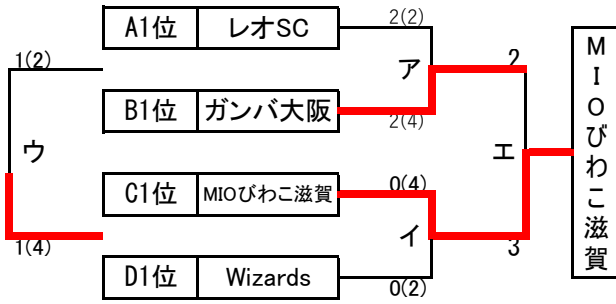 A1位 レオSC 2(2)
1(2) ア 2
B1位 ガンバ大阪 2(4)
ウ エ
C1位 MIOびわこ滋賀 0(4)
1(4) イ 3
D1位 Wizards 0(2)
MIOびわこ滋賀